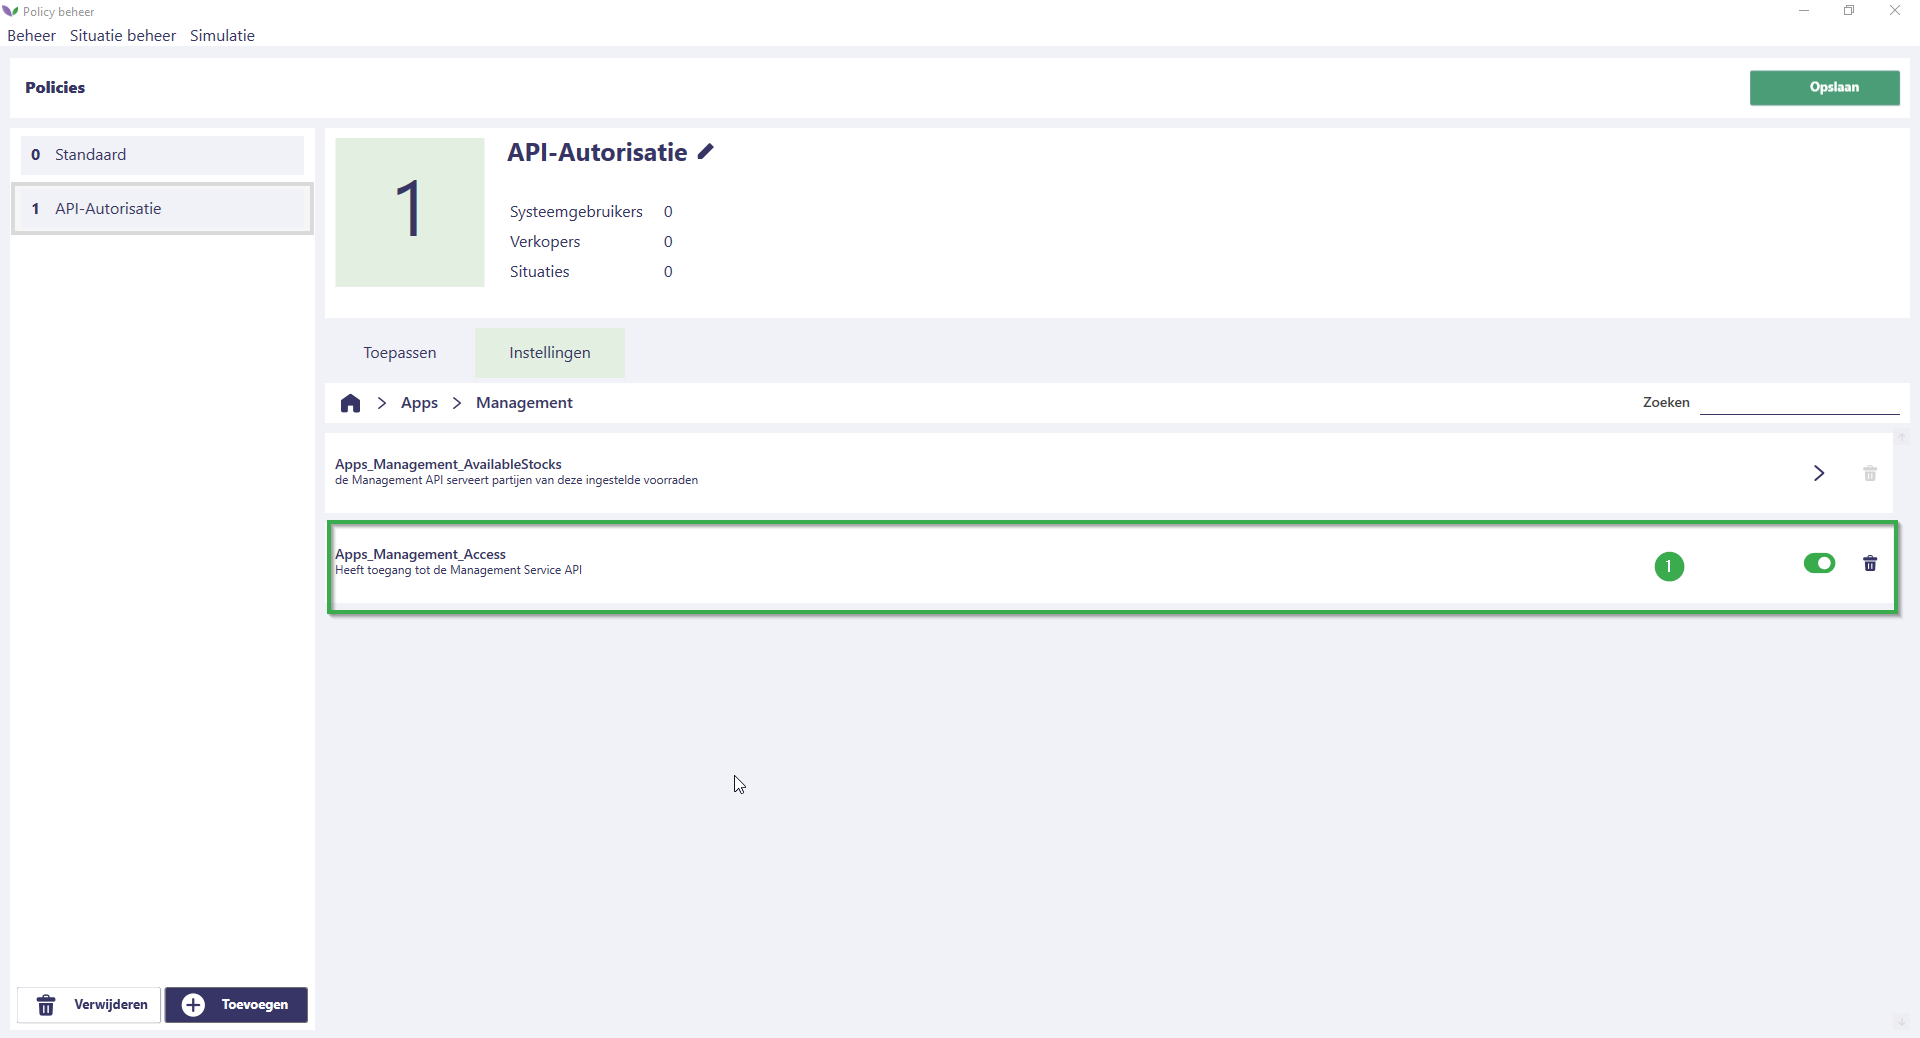 Policy beheer
Beheer Situatie beheer Simulatie
Policies
Opslaan
0 Standaard
1 API-Autorisatie
1
API-Autorisatie
Systeemgebruikers 0
Verkopers 0
Situaties 0
Toepassen Instellingen
Apps > Management
Zoeken
Apps_Management_AvailableStocks
de Management API serveert partijen van deze ingestelde voorraden
Apps_Management_Access
Heeft toegang tot de Management Service API
1
Verwijderen Toevoegen